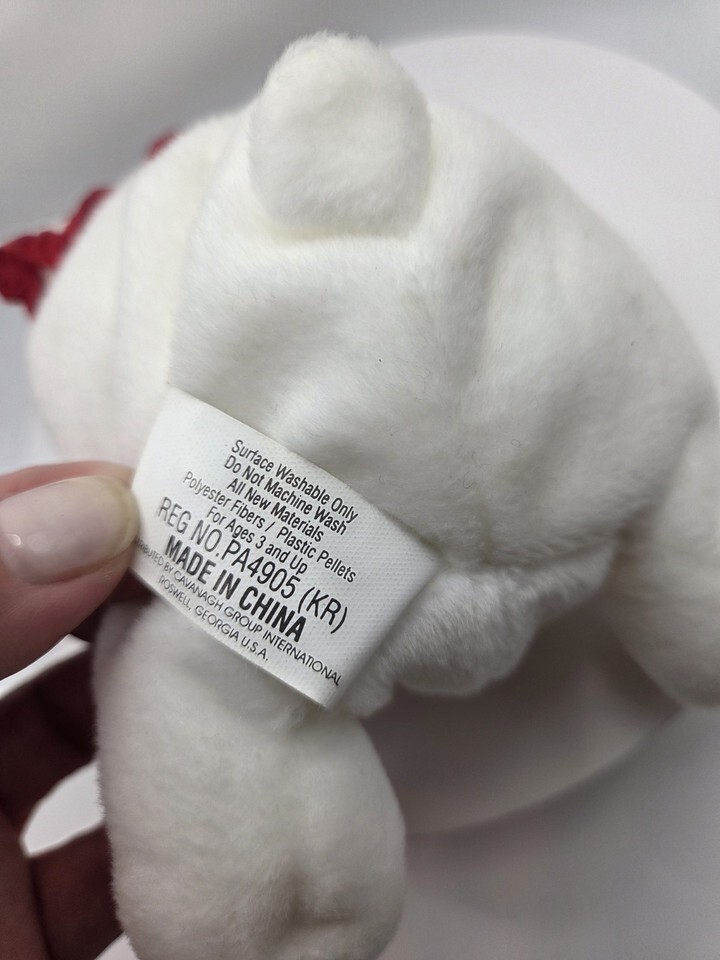 Surface Washable Only
Do Not Machine Wash
All New Materials
Polyester Fibers / Plastic Pellets
For Ages 3 and Up
REG NO. PA4905 (KR)
MADE IN CHINA
BY CAVANAGH GROUP INTERNATIONAL
ROSWELL, GEORGIA U.S.A.